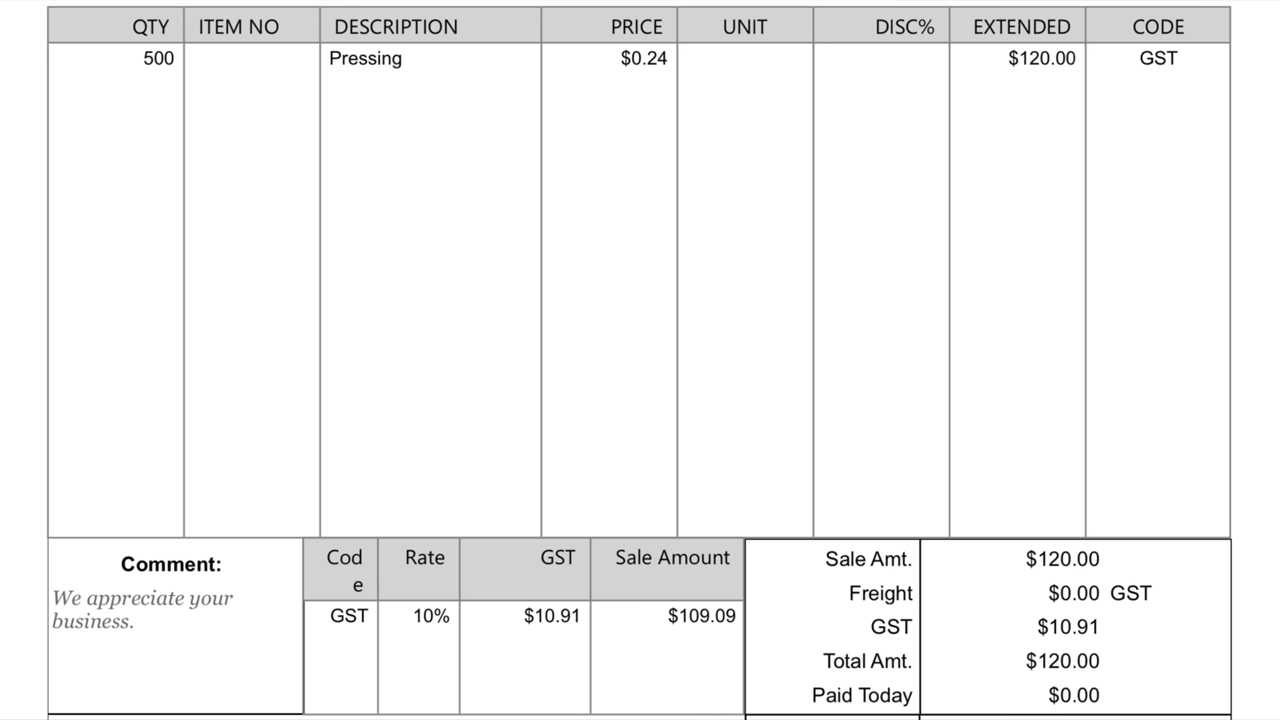 QTY ITEM NO DESCRIPTION PRICE UNIT DISC% EXTENDED CODE
500 Pressing $0.24 $120.00 GST
Comment:
We appreciate your
business.
Cod
e Rate GST Sale Amount
GST 10% $10.91 $109.09
Sale Amt. $120.00
Freight $0.00 GST
GST $10.91
Total Amt. $120.00
Paid Today $0.00